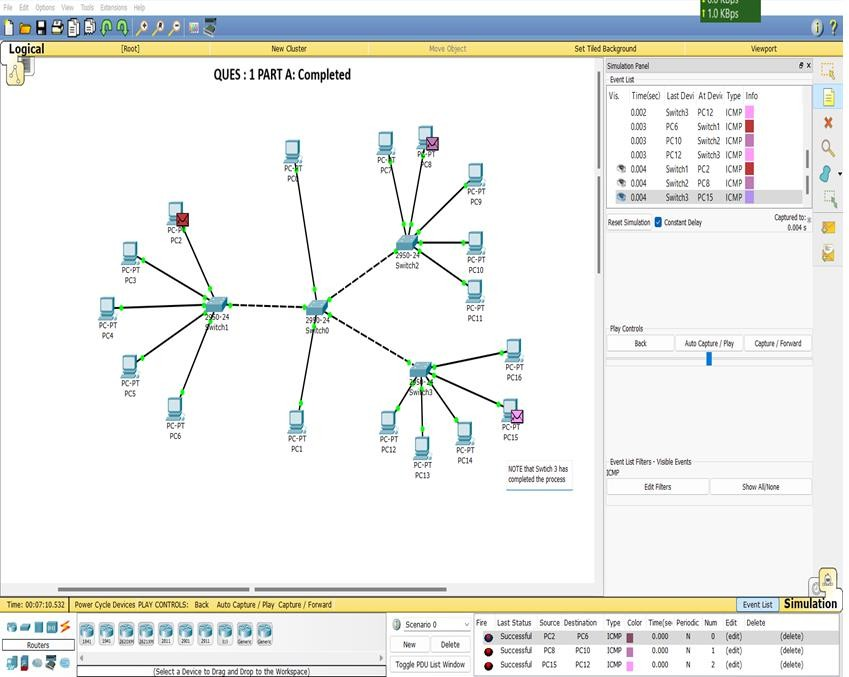 1.0 KBps
File Edit Options View Tools Extensions Help
Logical [Root] New Cluster Move Object Set Tiled Background Viewport
QUES : 1 PART A: Completed
PC-PT
PC7
PC8
PC-PT
PC9
PC-PT
PC2
PC-PT
PC3
2950-24
Switch2
PC-PT
PC10
PC-PT
PC11
PC-PT
PC4
2950-24
Switch1
2950-24
Switch0
PC-PT
PC5
2950-24
Switch3
PC-PT
PC16
PC-PT
PC6
PC-PT
PC1
PC-PT
PC12
PC-PT
PC13
PC-PT
PC14
PC-PT
PC15
NOTE that Swtich 3 has
completed the process
Simulation Panel
Event List
Vis. Time(sec) Last Devi At Devic Type Info
0.002 Switch3 PC12 ICMP
0.003 PC6 Switch1 ICMP
0.003 PC10 Switch2 ICMP
0.003 PC12 Switch3 ICMP
0.004 Switch1 PC2 ICMP
0.004 Switch2 PC8 ICMP
0.004 Switch3 PC15 ICMP
Reset Simulation Constant Delay Captured to:
0.004 s
Play Controls
Back Auto Capture / Play Capture / Forward
Event List Filters - Visible Events
ICMP
Edit Filters Show All/None
Time: 00:07:10.532 Power Cycle Devices PLAY CONTROLS: Back Auto Capture / Play Capture / Forward Event List Simulation
Routers
1841 1941 2620XM 2621XM 2811 2901 2911 Generic Generic
(Select a Device to Drag and Drop to the Workspace)
Scenario 0
New Delete
Toggle PDU List Window
Fire Last Status Source Destination Type Color Time(se Periodic Num Edit Delete
Successful PC2 PC6 ICMP 0.000 N 0 (edit) (delete)
Successful PC8 PC10 ICMP 0.000 N 1 (edit) (delete)
Successful PC15 PC12 ICMP 0.000 N 2 (edit) (delete)